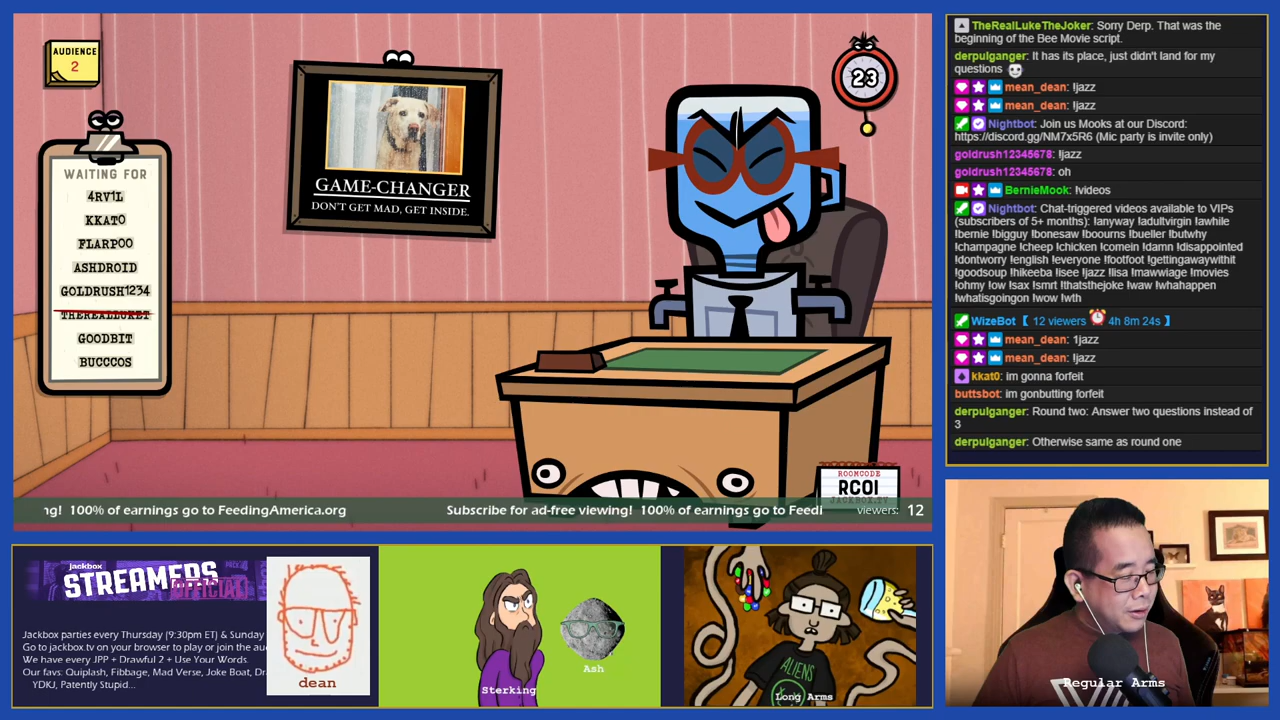 AUDIENCE
2
WAITING FOR
4RV1L
KKATO
FLARPOO
ASHDROID
GOLDRUSH1234
THEREALLUKET
GOODBIT
BUCCCOS
GAME-CHANGER
DON'T GET MAD, GET INSIDE.
23
ROOMCODE
RCOI
JACKBOX.TV
ng! 100% of earnings go to FeedingAmerica.org
Subscribe for ad-free viewing! 100% of earnings go to Feedi
viewers: 12
TheRealLukeTheJoker: Sorry Derp. That was the
beginning of the Bee Movie script.
derpulganger: It has its place, just didn't land for my
questions
mean_dean: !jazz
mean_dean: !jazz
Nightbot: Join us Mooks at our Discord:
https://discord.gg/NM7x5R6 (Mic party is invite only)
goldrush12345678: !jazz
goldrush12345678: oh
BernieMook: !videos
Nightbot: Chat-triggered videos available to VIPs
(subscribers of 5+ months): !anyway !adultvirgin !awhile
!bernie !bigguy !bonesaw !boourns !bueller !butwhy
!champagne !cheep !chicken !comein !damn !disappointed
!dontworry !english !everyone !footfoot !gettingawaywithit
!goodsoup !hikeeba !isee !jazz !lisa !mawwiage !movies
!ohmy !low !sax !smrt !thatsthejoke !waw !whahappen
!whatisgoingon !wow !wth
WizeBot 【 12 viewers 4h 8m 24s 】
mean_dean: 1jazz
mean_dean: !jazz
kkat0: im gonna forfeit
buttsbot: im gonbutting forfeit
derpulganger: Round two: Answer two questions instead of
3
derpulganger: Otherwise same as round one
jackbox
STREAMERS
OFFICIAL
Jackbox parties every Thursday (9:30pm ET) & Sunday
Go to jackbox.tv on your browser to play or join the au
We have every JPP + Drawful 2 + Use Your Words.
Our favs: Quiplash, Fibbage, Mad Verse, Joke Boat, Dr
YDKJ, Patently Stupid...
dean
Sterking
Ash
ALIENS
Long Arms
Regular Arms